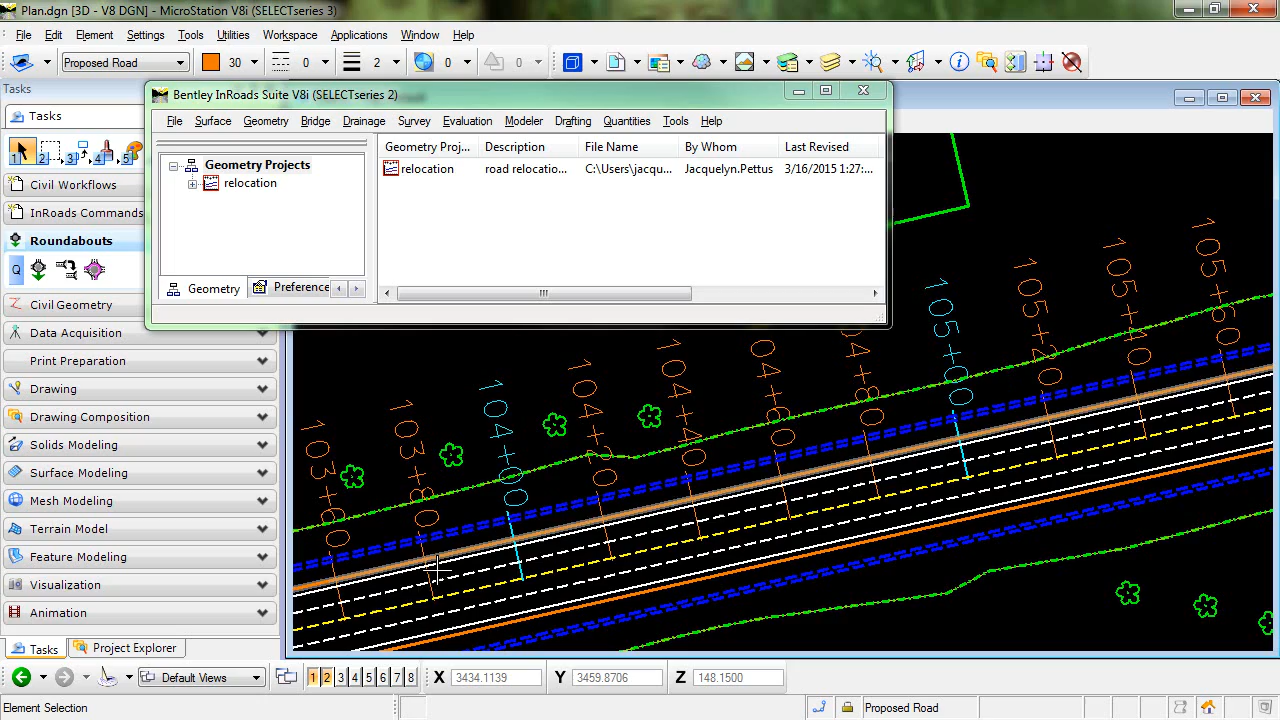 Plan.dgn [3D - V8 DGN] - MicroStation V8i (SELECTseries 3)
File Edit Element Settings Tools Utilities Workspace Applications Window Help
Proposed Road 30 0 2 0 0
Tasks
Tasks
1 2 3 4 5
Civil Workflows
InRoads Commands
Roundabouts
Q
Civil Geometry
Data Acquisition
Print Preparation
Drawing
Drawing Composition
Solids Modeling
Surface Modeling
Mesh Modeling
Terrain Model
Feature Modeling
Visualization
Animation
Tasks Project Explorer
Bentley InRoads Suite V8i (SELECTseries 2)
File Surface Geometry Bridge Drainage Survey Evaluation Modeler Drafting Quantities Tools Help
Geometry Projects
relocation
Geometry Preference
Geometry Proj... Description File Name By Whom Last Revised
relocation road relocatio... C:\Users\jacqu... Jacquelyn.Pettus 3/16/2015 1:27:...
103+60
103+80
104+00
104+20
104+40
104+60
104+80
105+00
105+20
105+40
105+60
Default Views 1 2 3 4 5 6 7 8 X 3434.1139 Y 3459.8706 Z 148.1500
Element Selection Proposed Road